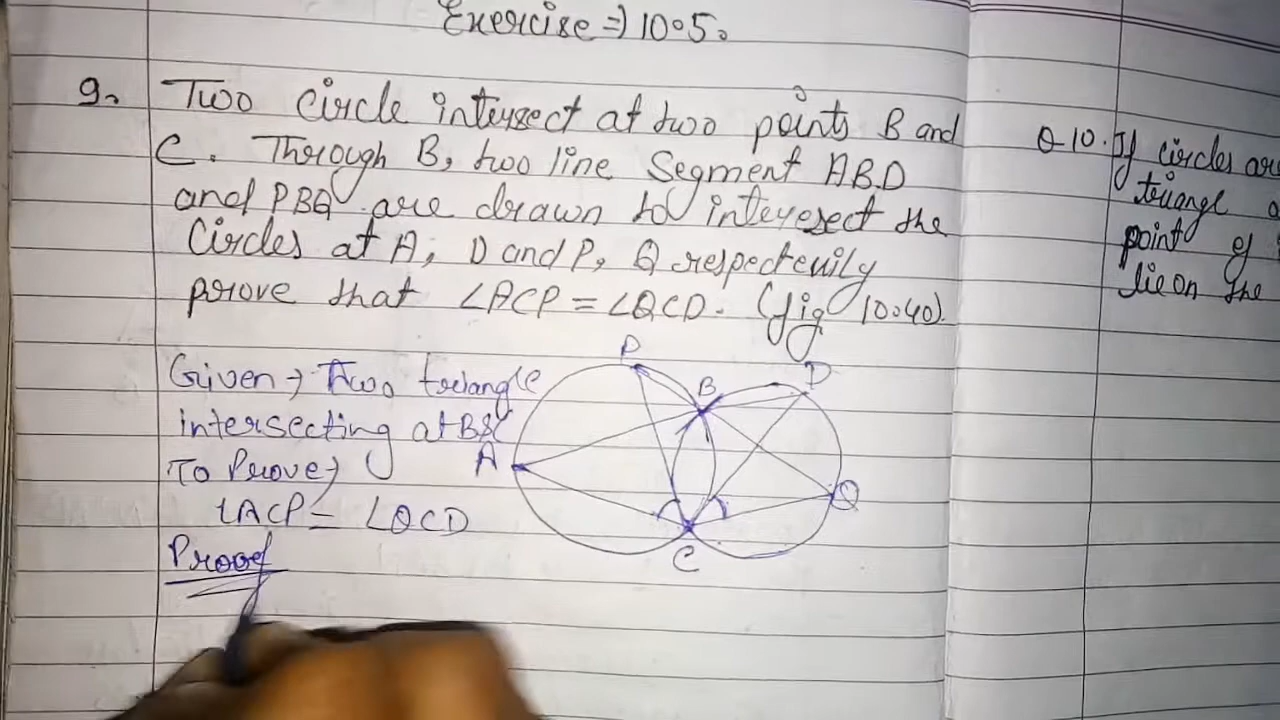 Exercise ⇒ 10.5.
9. Two circle intersect at two points B and
C. Through B, two line Segment ABD
and PBQ are drawn to intersect the
Circles at A, D and P, Q respectenily
prove that ∠ACP = ∠QCD. (fig 10.40).
Given → Two triangle
intersecting at B&C
To Prove →
∠ACP = ∠QCD
Proof
P
B
D
A
Q
C
Q 10. If circles are
triangl
point of
lie on the